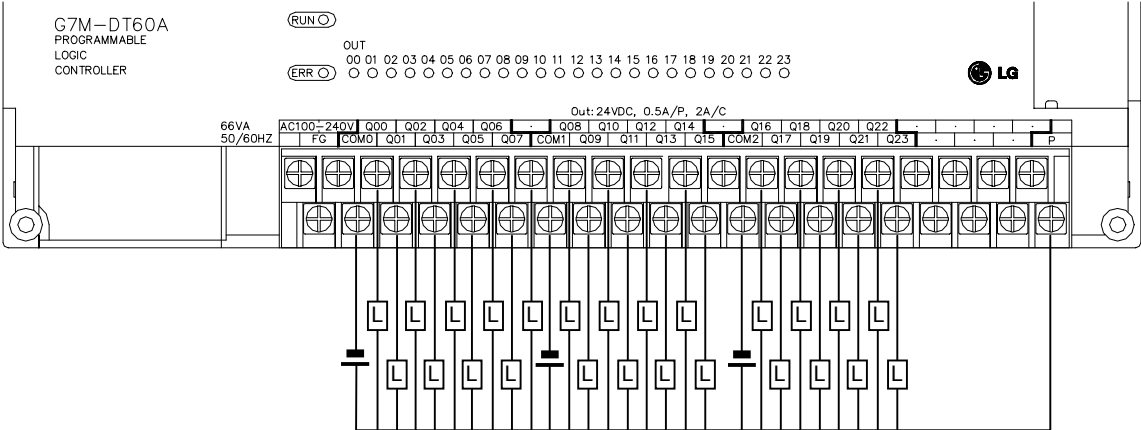 G7M-DT60A
PROGRAMMABLE
LOGIC
CONTROLLER
RUN
ERR
OUT
00 01 02 03 04 05 06 07 08 09 10 11 12 13 14 15 16 17 18 19 20 21 22 23
LG
Out:24VDC, 0.5A/P, 2A/C
66VA
50/60HZ
AC100-240V Q00 Q02 Q04 Q06 · Q08 Q10 Q12 Q14 · Q16 Q18 Q20 Q22 · · · ·
FG COM0 Q01 Q03 Q05 Q07 COM1 Q09 Q11 Q13 Q15 COM2 Q17 Q19 Q21 Q23 · · · P
L L L L L L L L L L L L
L L L L L L L L L L L L